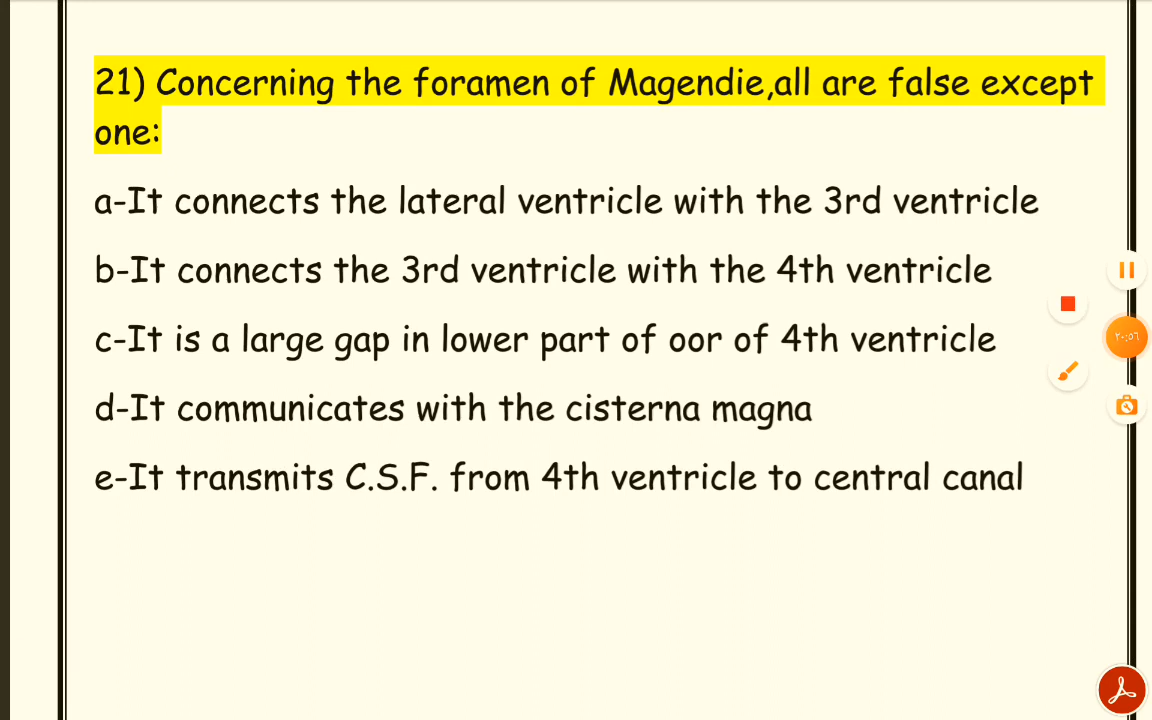 21) Concerning the foramen of Magendie,all are false except
one:
a-It connects the lateral ventricle with the 3rd ventricle
b-It connects the 3rd ventricle with the 4th ventricle
c-It is a large gap in lower part of oor of 4th ventricle
d-It communicates with the cisterna magna
e-It transmits C.S.F. from 4th ventricle to central canal
٢٠:٥٦